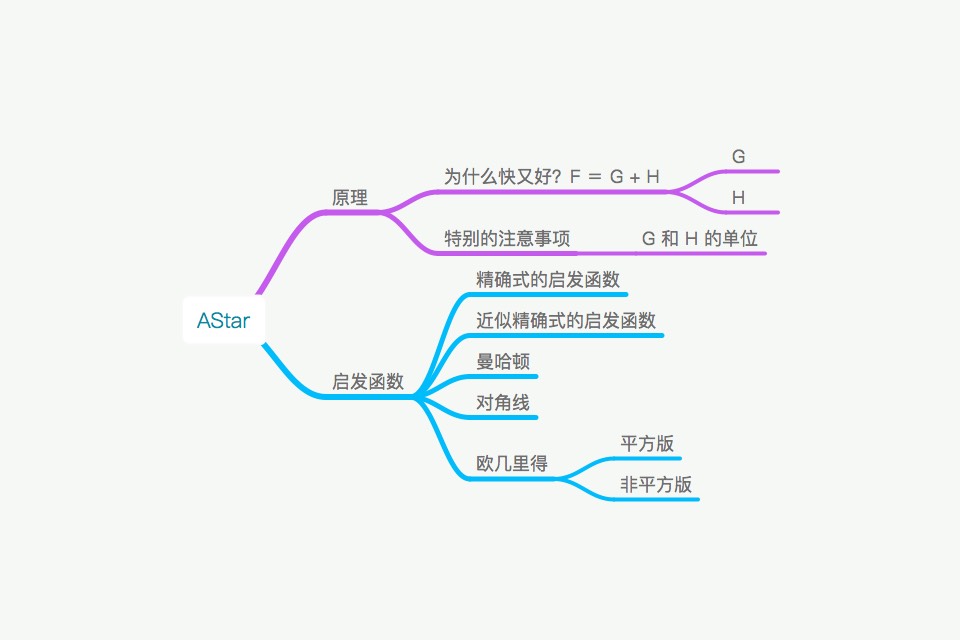 AStar
原理
为什么快又好? F = G + H
G
H
特别的注意事项
G 和 H 的单位
启发函数
精确式的启发函数
近似精确式的启发函数
曼哈顿
对角线
欧几里得
平方版
非平方版